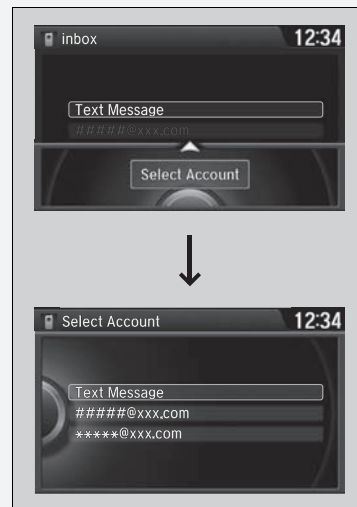 inbox 12:34
Text Message
#####@xxx.com
Select Account
Select Account 12:34
Text Message
#####@xxx.com
*****@xxx.com